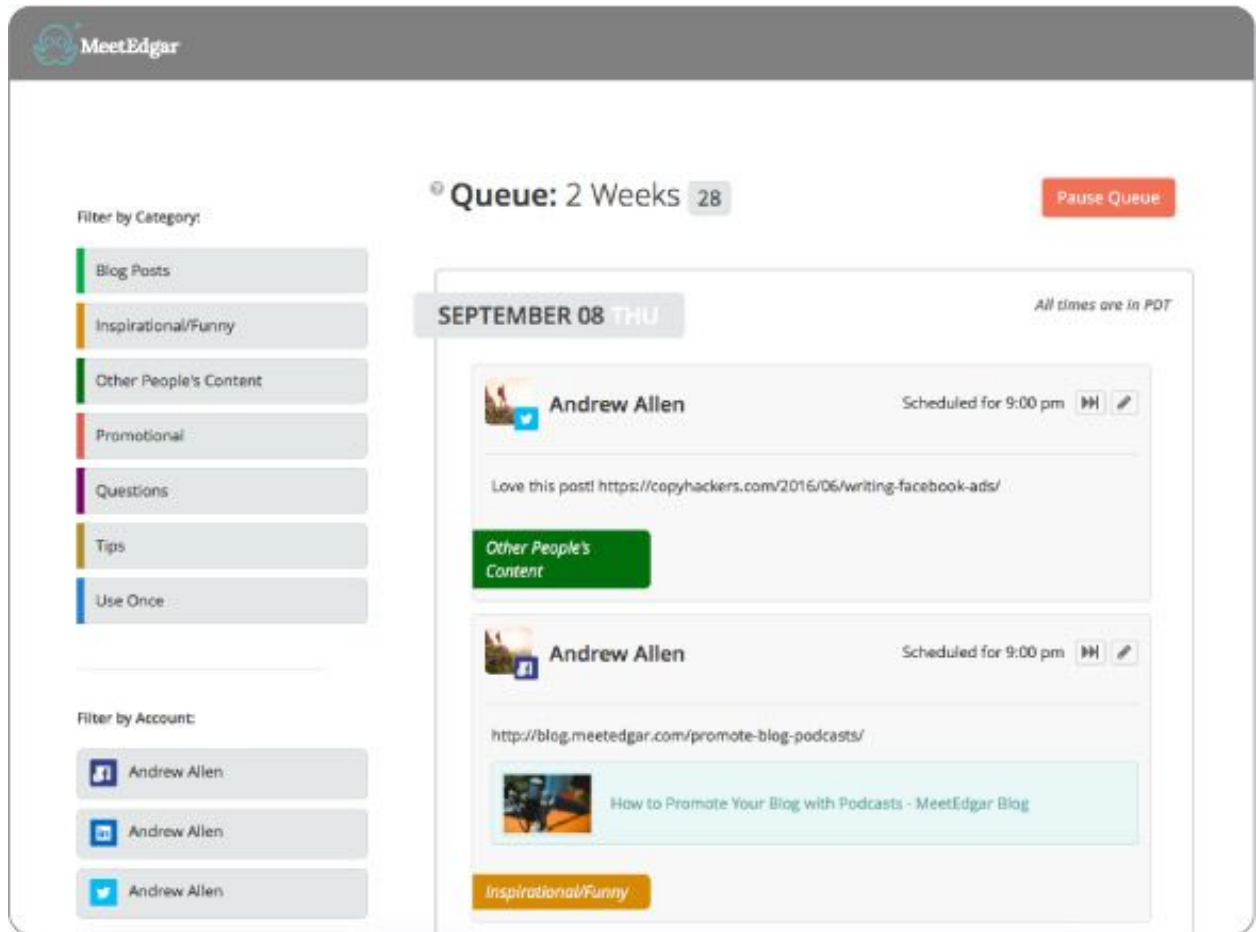 MeetEdgar
Filter by Category:
Blog Posts
Inspirational/Funny
Other People's Content
Promotional
Questions
Tips
Use Once
Filter by Account:
Andrew Allen
Andrew Allen
Andrew Allen
Queue: 2 Weeks 28
Pause Queue
SEPTEMBER 08 THU
All times are in PDT
Andrew Allen
Scheduled for 9:00 pm
Love this post! https://copyhackers.com/2016/06/writing-facebook-ads/
Other People's
Content
Andrew Allen
Scheduled for 9:00 pm
http://blog.meetedgar.com/promote-blog-podcasts/
How to Promote Your Blog with Podcasts - MeetEdgar Blog
Inspirational/Funny